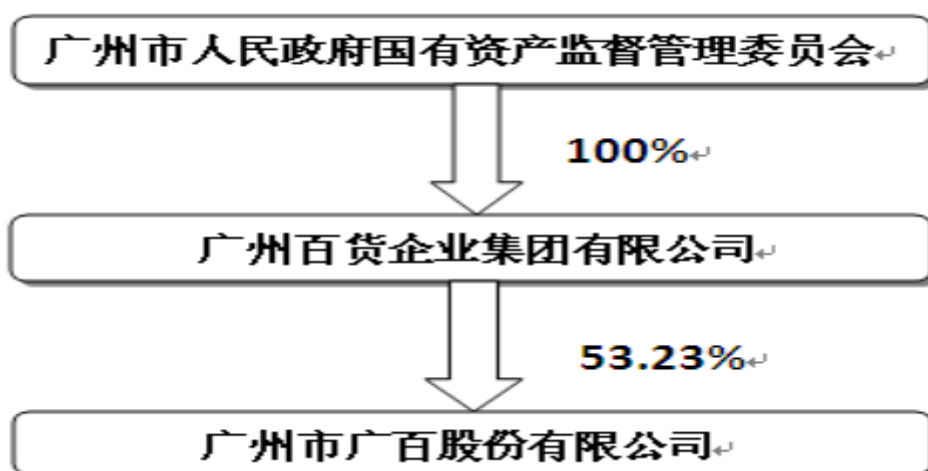 广州市人民政府国有资产监督管理委员会↵
100%↵
广州百货企业集团有限公司↵
53.23%↵
广州市广百股份有限公司↵